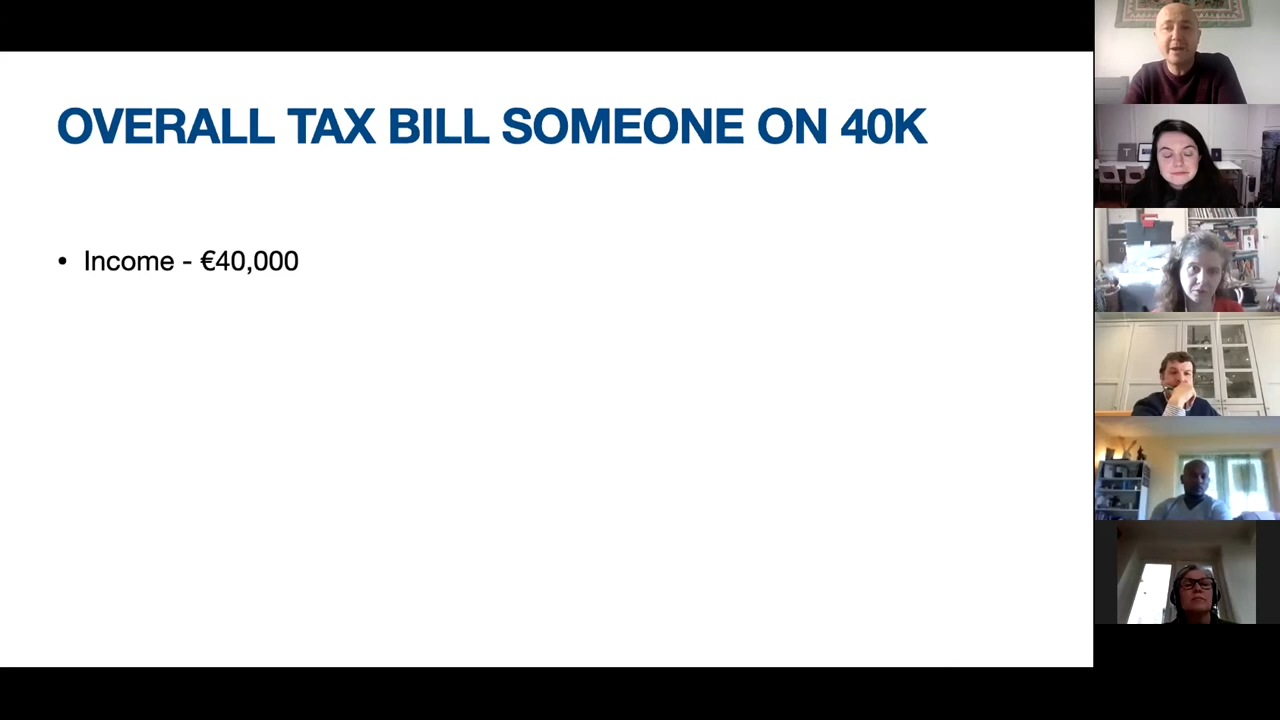 OVERALL TAX BILL SOMEONE ON 40K
• Income - €40,000